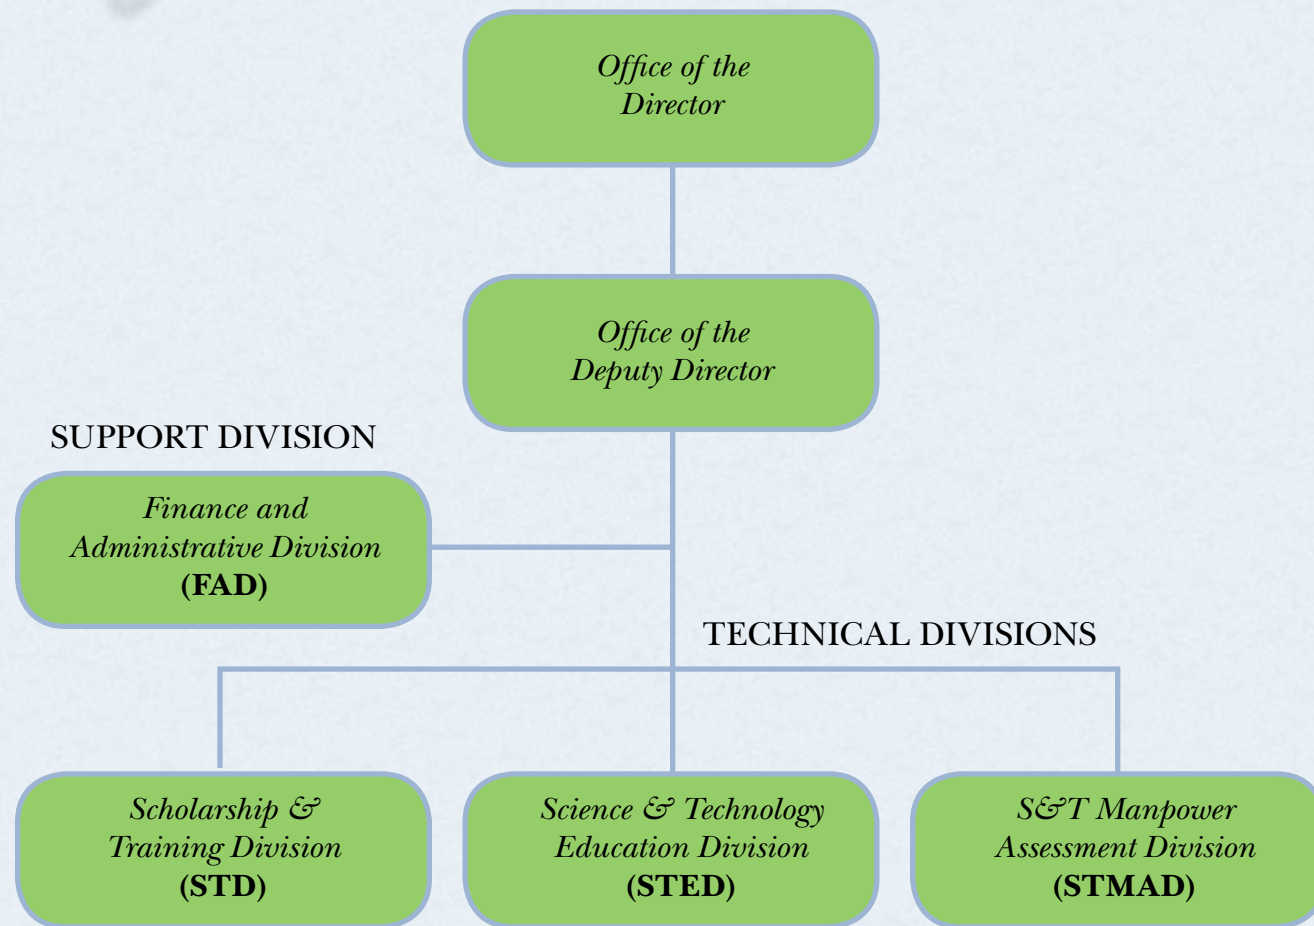 Office of the
Director
Office of the
Deputy Director
SUPPORT DIVISION
Finance and
Administrative Division
(FAD)
TECHNICAL DIVISIONS
Scholarship &
Training Division
(STD)
Science & Technology
Education Division
(STED)
S&T Manpower
Assessment Division
(STMAD)